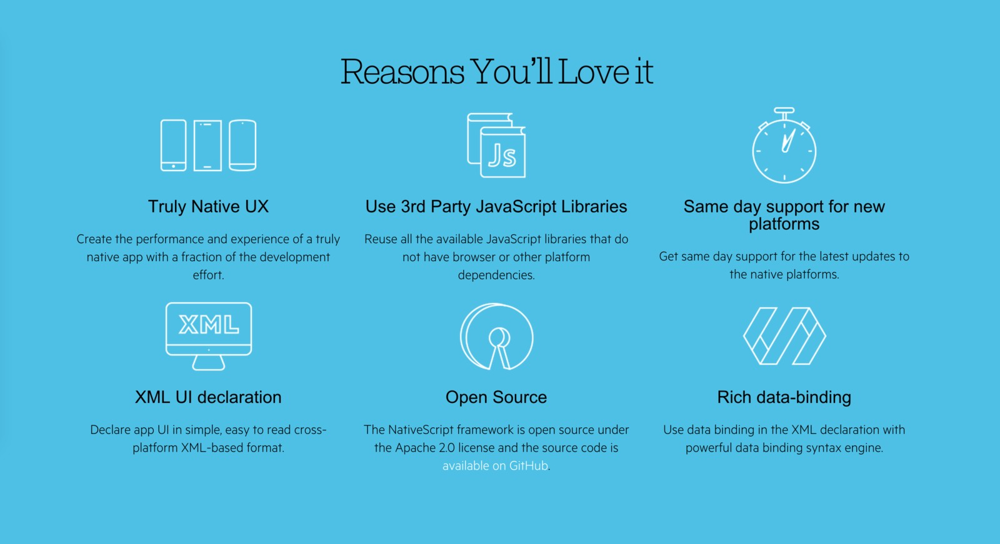 Reasons You'll Love it
Js
Truly Native UX
Create the performance and experience of a truly
native app with a fraction of the development
effort.
Use 3rd Party JavaScript Libraries
Reuse all the available JavaScript libraries that do
not have browser or other platform
dependencies.
Same day support for new
platforms
Get same day support for the latest updates to
the native platforms.
XML
XML UI declaration
Declare app UI in simple, easy to read cross-
platform XML-based format.
Open Source
The NativeScript framework is open source under
the Apache 2.0 license and the source code is
available on GitHub.
Rich data-binding
Use data binding in the XML declaration with
powerful data binding syntax engine.